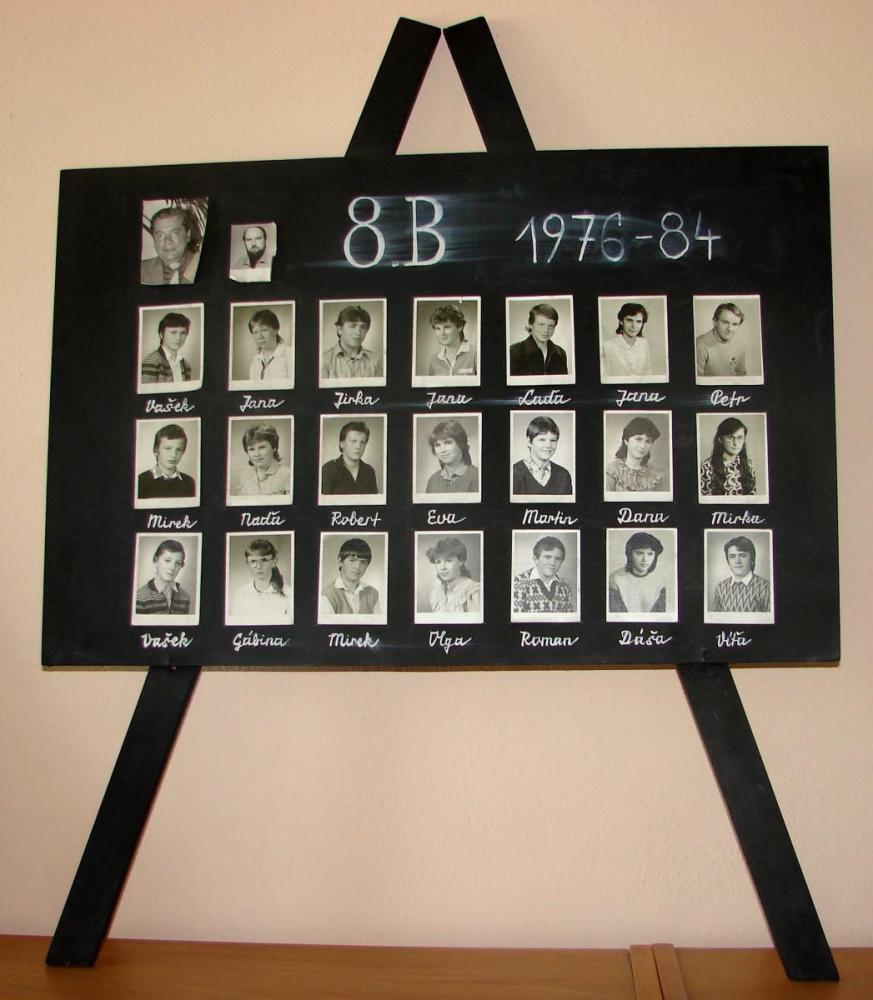 8.B 1976-84
Vašek Jana Jirka Jana Laďa Jana Petr
Mirek Naďa Robert Eva Martin Dana Mirka
Vašek Gábina Mirek Olga Roman Dáša Víťa